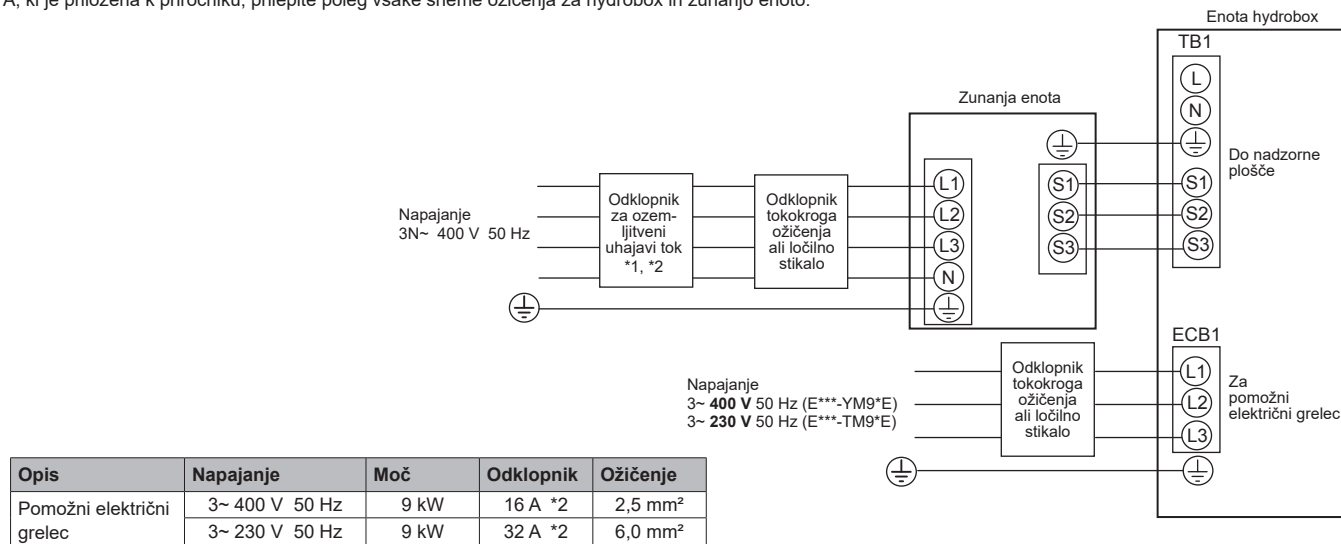 A, ki je priložena k priročniku, prilepite poleg vsake sheme ožičenja za hydrobox in zunanjo enoto.
Enota hydrobox
TB1
L
N
Zunanja enota
Do nadzorne
plošče
L1
L2
L3
N
S1
S2
S3
S1
S2
S3
Napajanje
3N~ 400 V 50 Hz
Odklopnik
za ozem-
ljitveni
uhajavi tok
*1, *2
Odklopnik
tokokroga
ožičenja
ali ločilno
stikalo
ECB1
L1
L2
L3
Za
pomožni
električni grelec
Napajanje
3~ 400 V 50 Hz (E***-YM9*E)
3~ 230 V 50 Hz (E***-TM9*E)
Odklopnik
tokokroga
ožičenja
ali ločilno
stikalo
Opis Napajanje Moč Odklopnik Ožičenje
Pomožni električni grelec 3~ 400 V 50 Hz 9 kW 16 A *2 2,5 mm²
3~ 230 V 50 Hz 9 kW 32 A *2 6,0 mm²